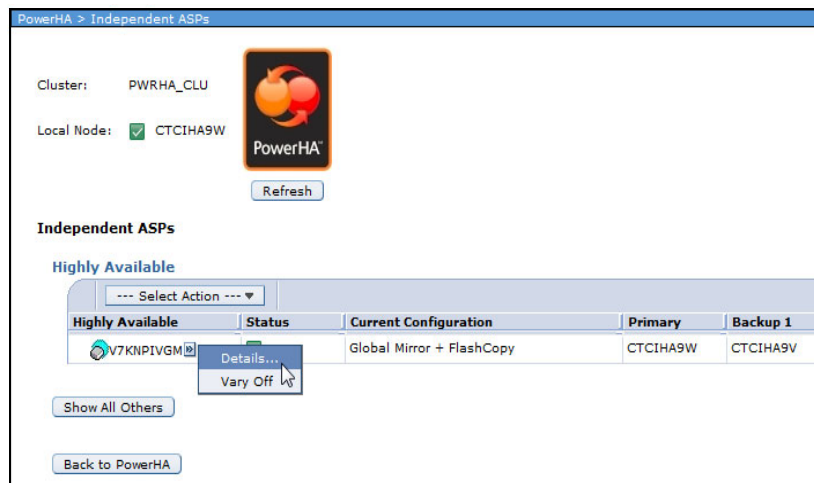 PowerHA > Independent ASPs
Cluster: PWRHA_CLU
Local Node: CTCIHA9W
PowerHA™
Refresh
Independent ASPs
Highly Available
--- Select Action ---
Highly Available Status Current Configuration Primary Backup 1
V7KNPIVGM Global Mirror + FlashCopy CTCIHA9W CTCIHA9V
Details...
Vary Off
Show All Others
Back to PowerHA